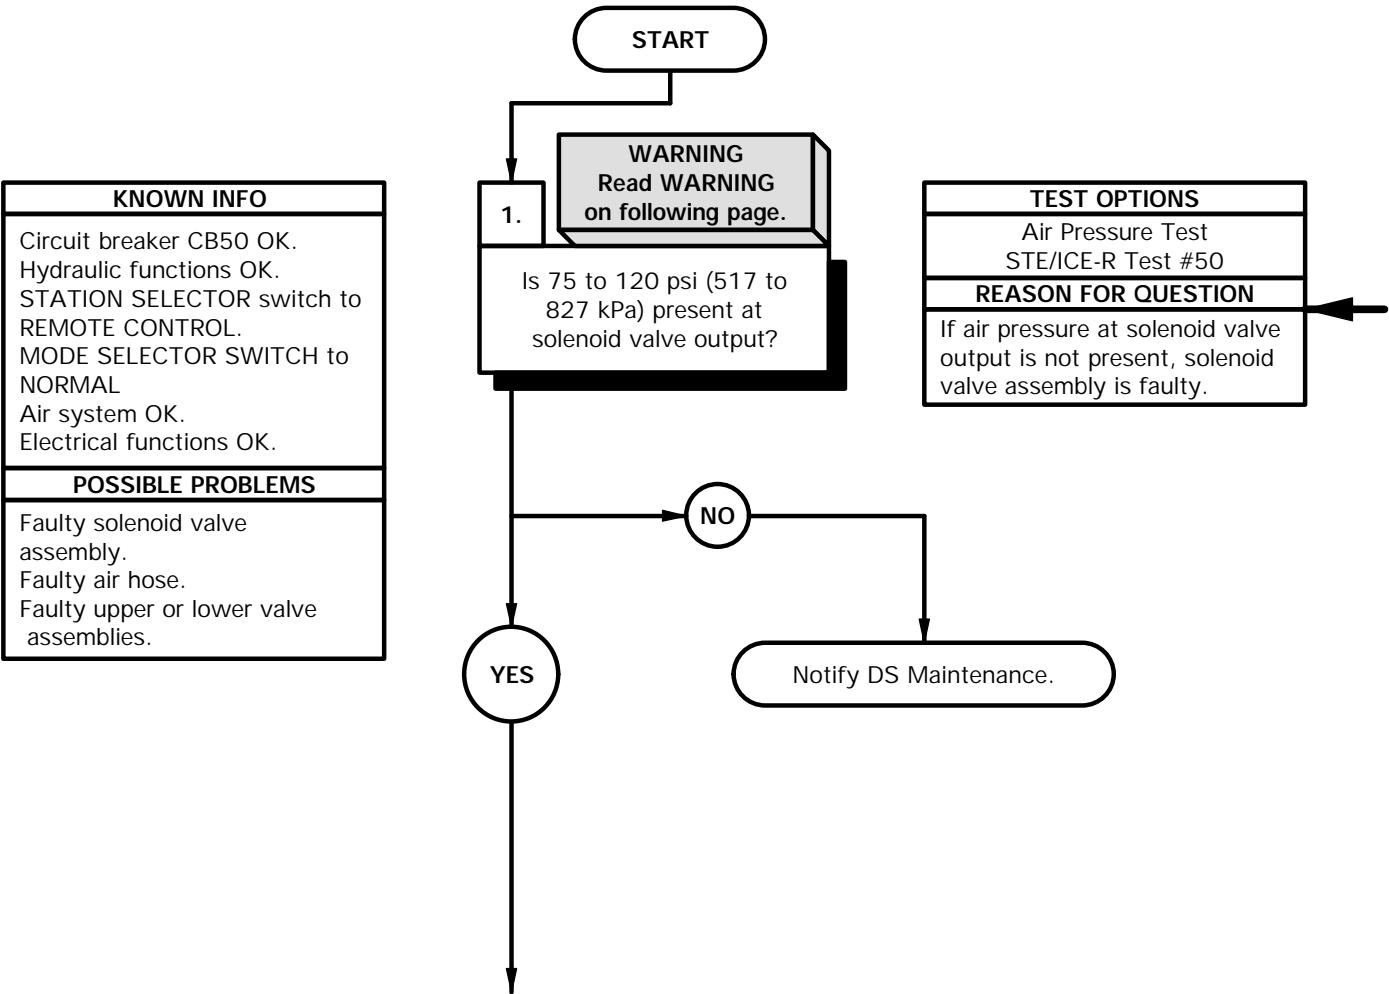 START
WARNING
Read WARNING
on following page.
1.
Is 75 to 120 psi (517 to
827 kPa) present at
solenoid valve output?
KNOWN INFO
Circuit breaker CB50 OK.
Hydraulic functions OK.
STATION SELECTOR switch to
REMOTE CONTROL.
MODE SELECTOR SWITCH to
NORMAL
Air system OK.
Electrical functions OK.
POSSIBLE PROBLEMS
Faulty solenoid valve
assembly.
Faulty air hose.
Faulty upper or lower valve
assemblies.
TEST OPTIONS
Air Pressure Test
STE/ICE-R Test #50
REASON FOR QUESTION
If air pressure at solenoid valve
output is not present, solenoid
valve assembly is faulty.
NO
YES
Notify DS Maintenance.